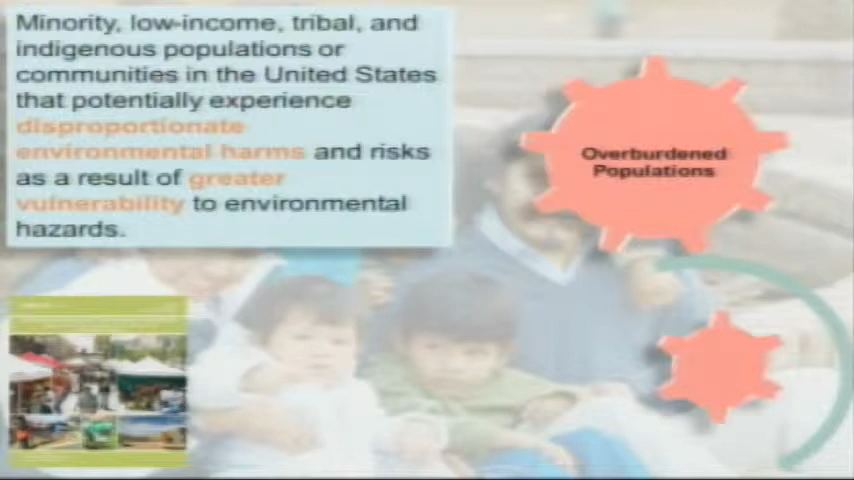 Minority, low-income, tribal, and
indigenous populations or
communities in the United States
that potentially experience
disproportionate
environmental harms and risks
as a result of greater
vulnerability to environmental
hazards.
Overburdened
Populations